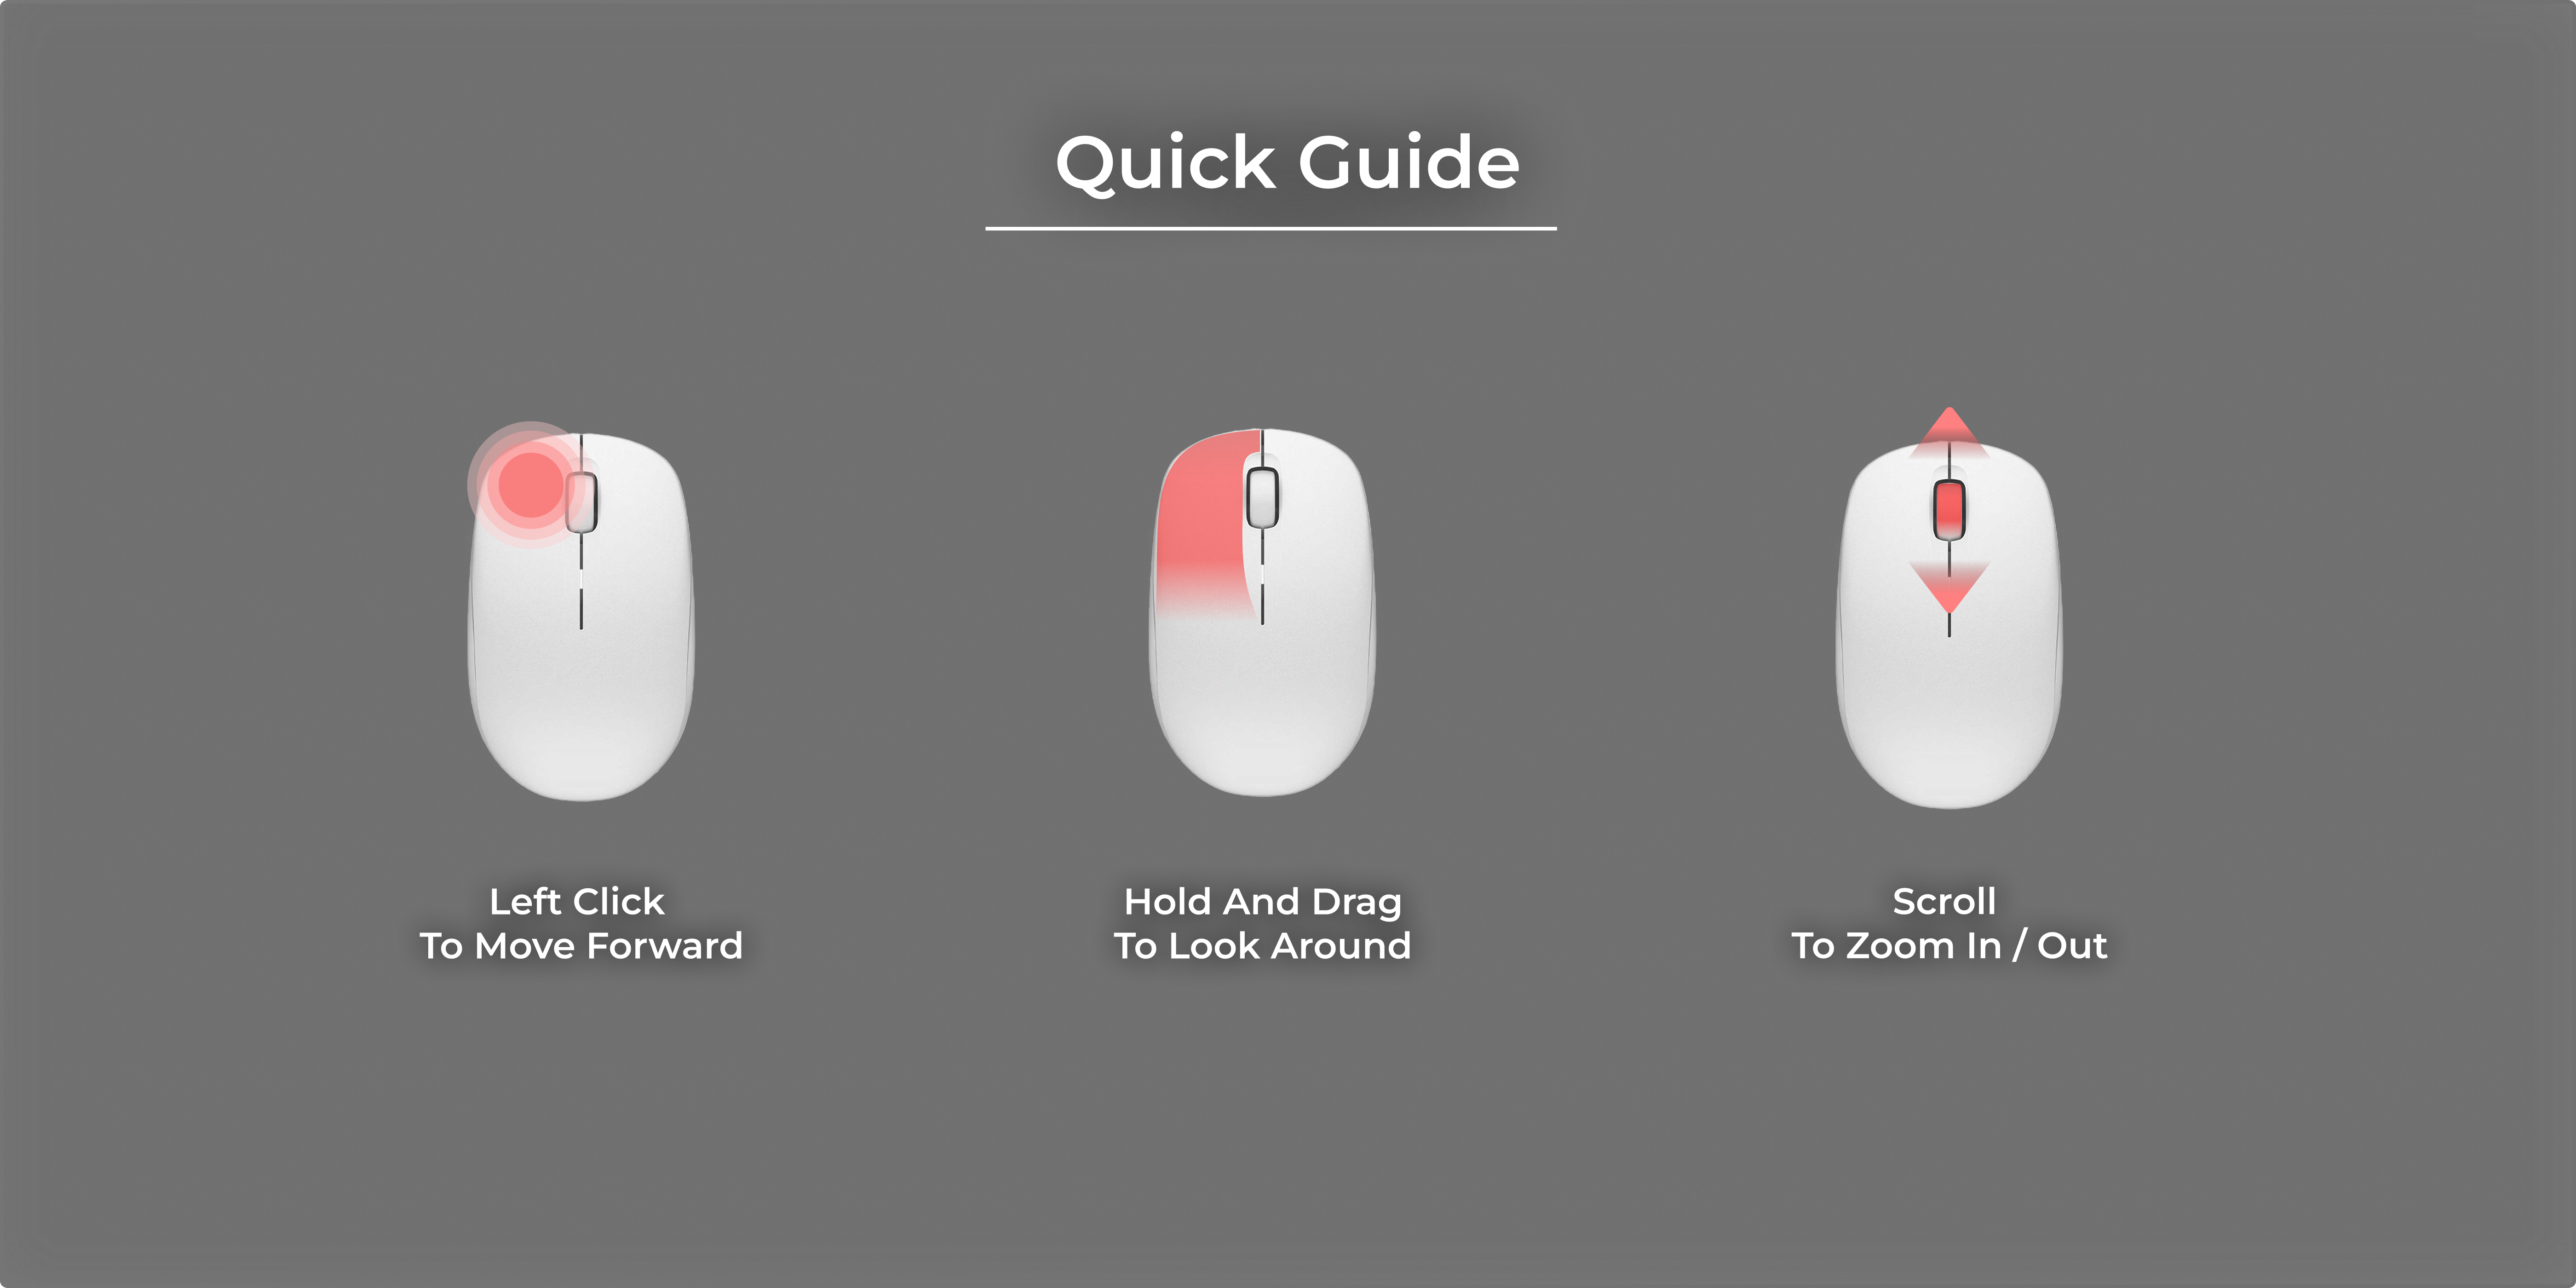 Quick Guide
Left Click
To Move Forward
Hold And Drag
To Look Around
Scroll
To Zoom In / Out